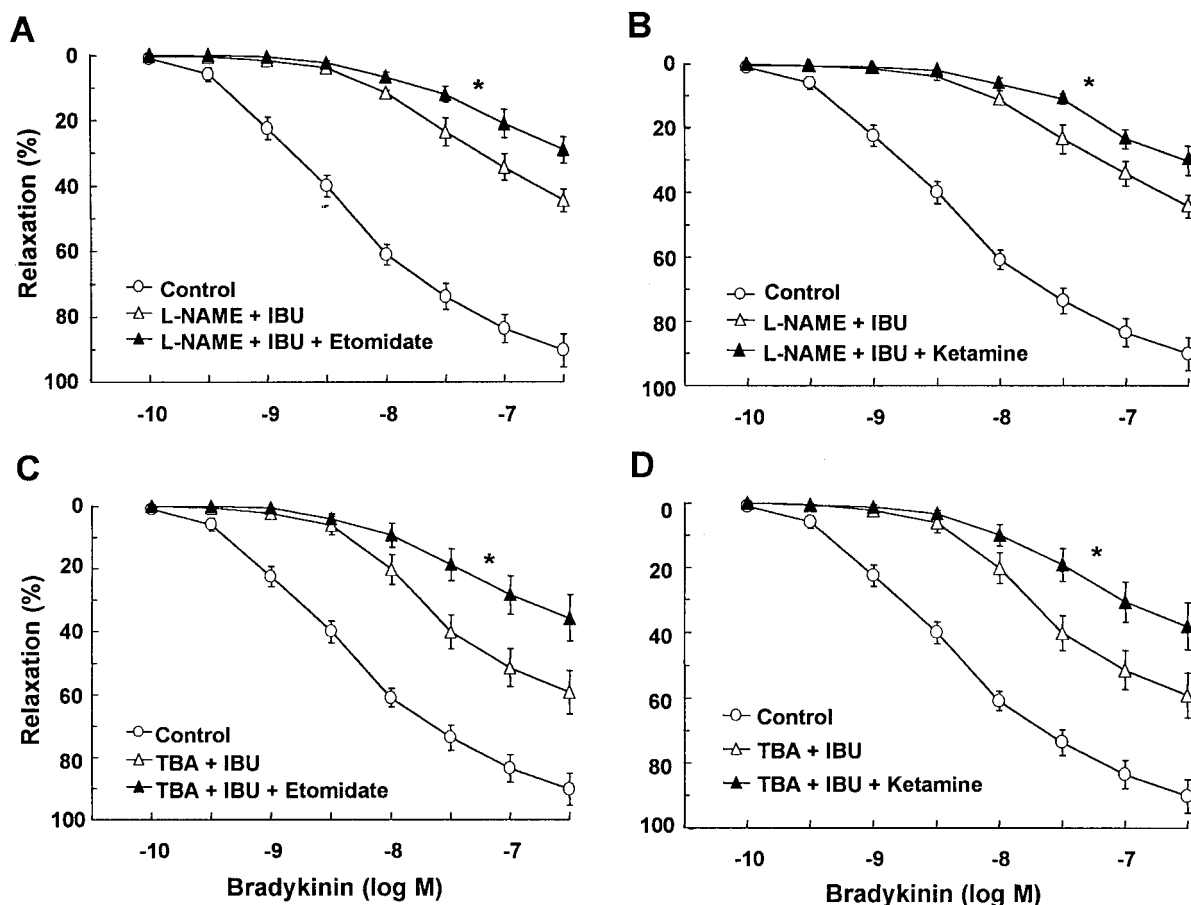 A
Relaxation (%)
0
20
40
60
80
100
*
Control
L-NAME + IBU
L-NAME + IBU + Etomidate
-10
-9
-8
-7
B
0
20
40
60
80
100
*
Control
L-NAME + IBU
L-NAME + IBU + Ketamine
-10
-9
-8
-7
C
Relaxation (%)
0
20
40
60
80
100
*
Control
TBA + IBU
TBA + IBU + Etomidate
-10
-9
-8
-7
Bradykinin (log M)
D
0
20
40
60
80
100
*
Control
TBA + IBU
TBA + IBU + Ketamine
-10
-9
-8
-7
Bradykinin (log M)